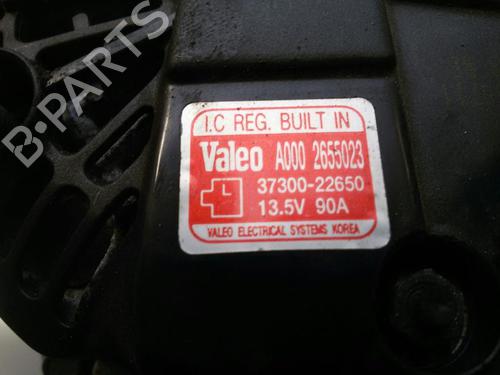 B-PARTS
I.C REG. BUILT IN
Valeo A000 2655023
L
37300-22650
13.5V 90A
VALEO ELECTRICAL SYSTEMS KOREA